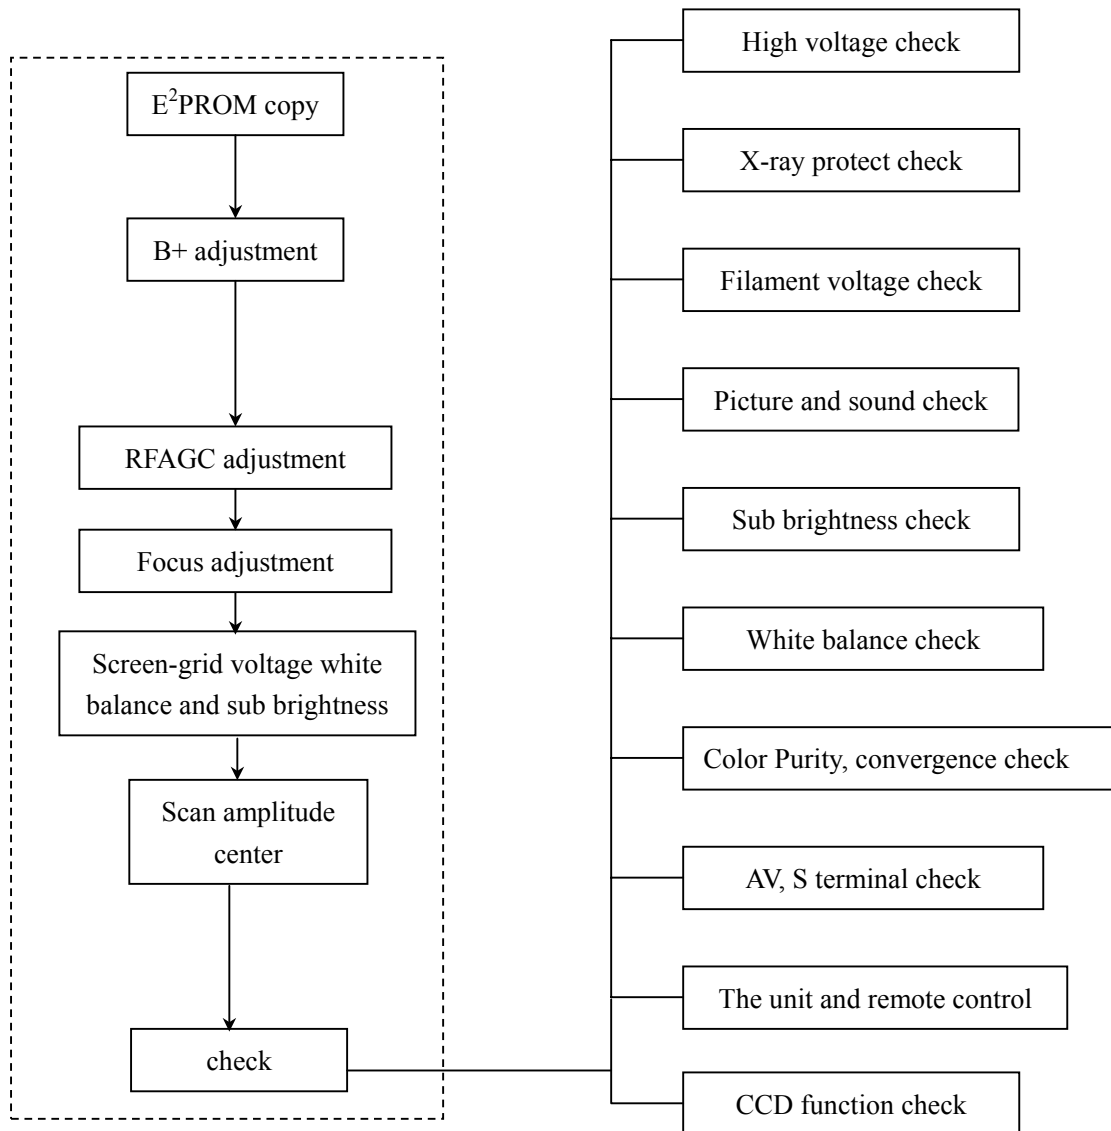 E²PROM copy
B+ adjustment
RFAGC adjustment
Focus adjustment
Screen-grid voltage white
balance and sub brightness
Scan amplitude
center
check
High voltage check
X-ray protect check
Filament voltage check
Picture and sound check
Sub brightness check
White balance check
Color Purity, convergence check
AV, S terminal check
The unit and remote control
CCD function check